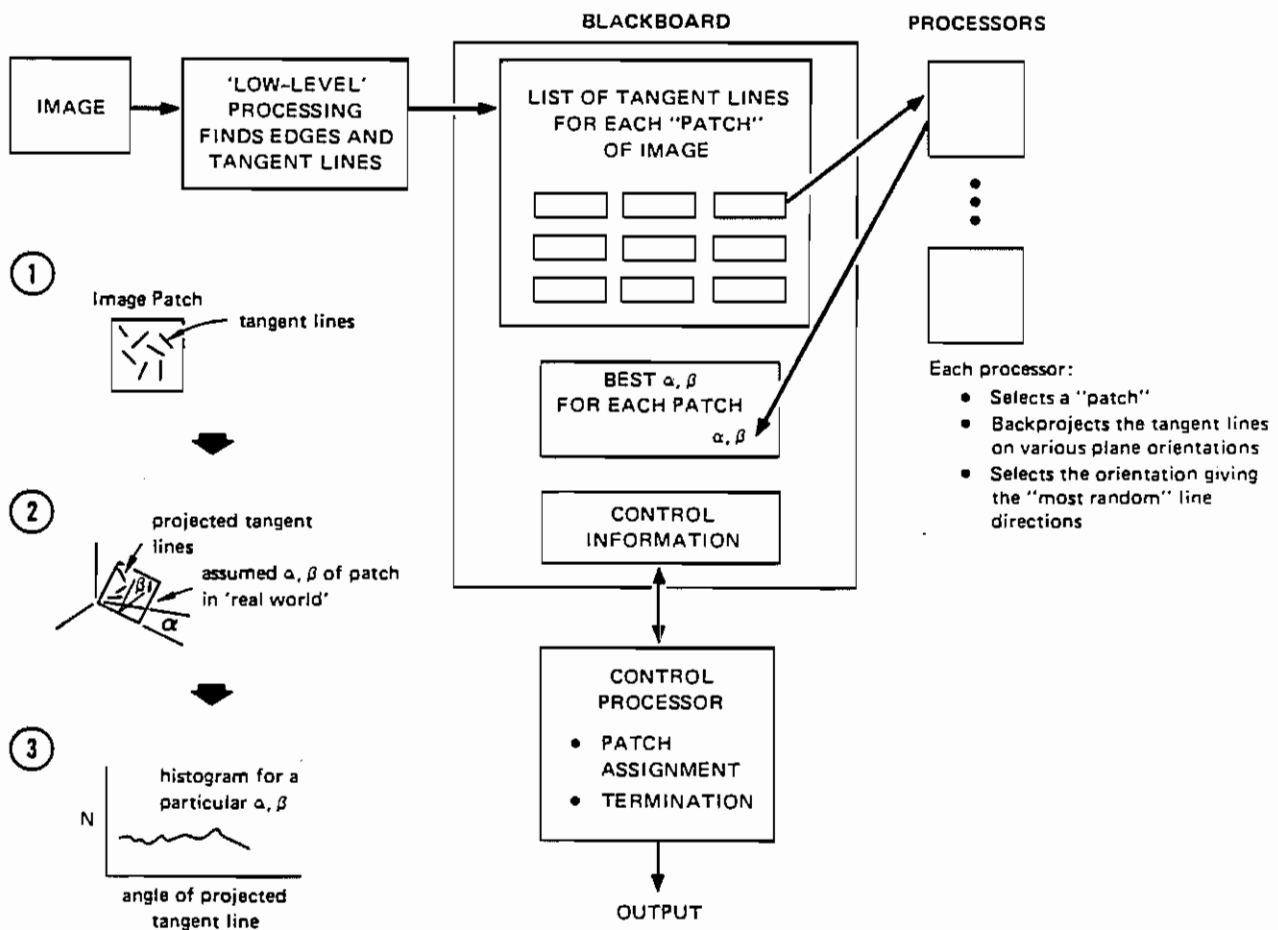 BLACKBOARD
PROCESSORS
IMAGE
'LOW-LEVEL'
PROCESSING
FINDS EDGES AND
TANGENT LINES
LIST OF TANGENT LINES
FOR EACH "PATCH"
OF IMAGE
1
Image Patch
tangent lines
BEST α, β
FOR EACH PATCH
α, β
Each processor:
• Selects a "patch"
• Backprojects the tangent lines
on various plane orientations
• Selects the orientation giving
the "most random" line
directions
2
projected tangent
lines
assumed α, β of patch
in 'real world'
β
α
CONTROL
INFORMATION
CONTROL
PROCESSOR
• PATCH
ASSIGNMENT
• TERMINATION
3
histogram for a
particular α, β
N
angle of projected
tangent line
OUTPUT